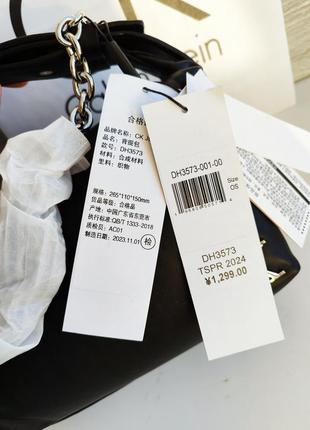 合格
品牌名称: CK J
品名: 背提包
款号: DH3573
材料: 合成材料
里料: 织物
规格: 265*110*150mm
货品等级: 合格品
产地: 中国广东省东莞市
执行标准: QB/T 1333-2018
质检员: AC01
制造日期: 2023.11.01
检
DH3573-001-00
Size
OS
DH3573
TSPR 2024
¥1,299.00